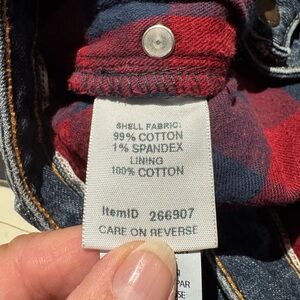 SHELL FABRIC:
99% COTTON
1% SPANDEX
LINING
100% COTTON
ItemID 266907
CARE ON REVERSE